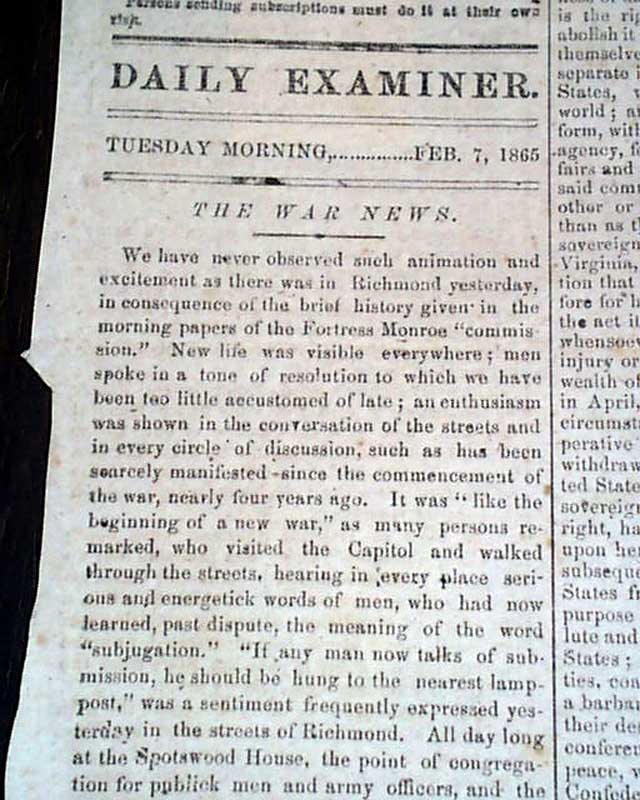 Persons sending subscriptions must do it at their own
risk.
DAILY EXAMINER.
TUESDAY MORNING,...............FEB. 7, 1865
THE WAR NEWS.
We have never observed such animation and
excitement as there was in Richmond yesterday,
in consequence of the brief history given in the
morning papers of the Fortress Monroe "commis-
sion." New life was visible everywhere; men
spoke in a tone of resolution to which we have
been too little accustomed of late; an enthusiasm
was shown in the conversation of the streets and
in every circle of discussion, such as has been
scarcely manifested since the commencement of
the war, nearly four years ago. It was "like the
beginning of a new war," as many persons re-
marked, who visited the Capitol and walked
through the streets, hearing in every place seri-
ous and energetick words of men, who had now
learned, past dispute, the meaning of the word
"subjugation." "If any man now talks of sub-
mission, he should be hung to the nearest lamp-
post," was a sentiment frequently expressed yes-
terday in the streets of Richmond. All day long
at the Spotswood House, the point of congrega-
tion for publick men and army officers, and the
is the ri
abolish it
themselve
separate i
States,
world; a
form, with
agency, f
fairs and
said com
other or
than as t
sovereign
Virginia,
tion that
fore for h
the act i
whensoev
injury or
wealth of
in April,
circumst
perative
withdraw
ted State
sovereign
right, ha
upon he
subseque
States f
purpose
lute and
States;
ties, con
a barba
their de
conferen
peace, w
Confede